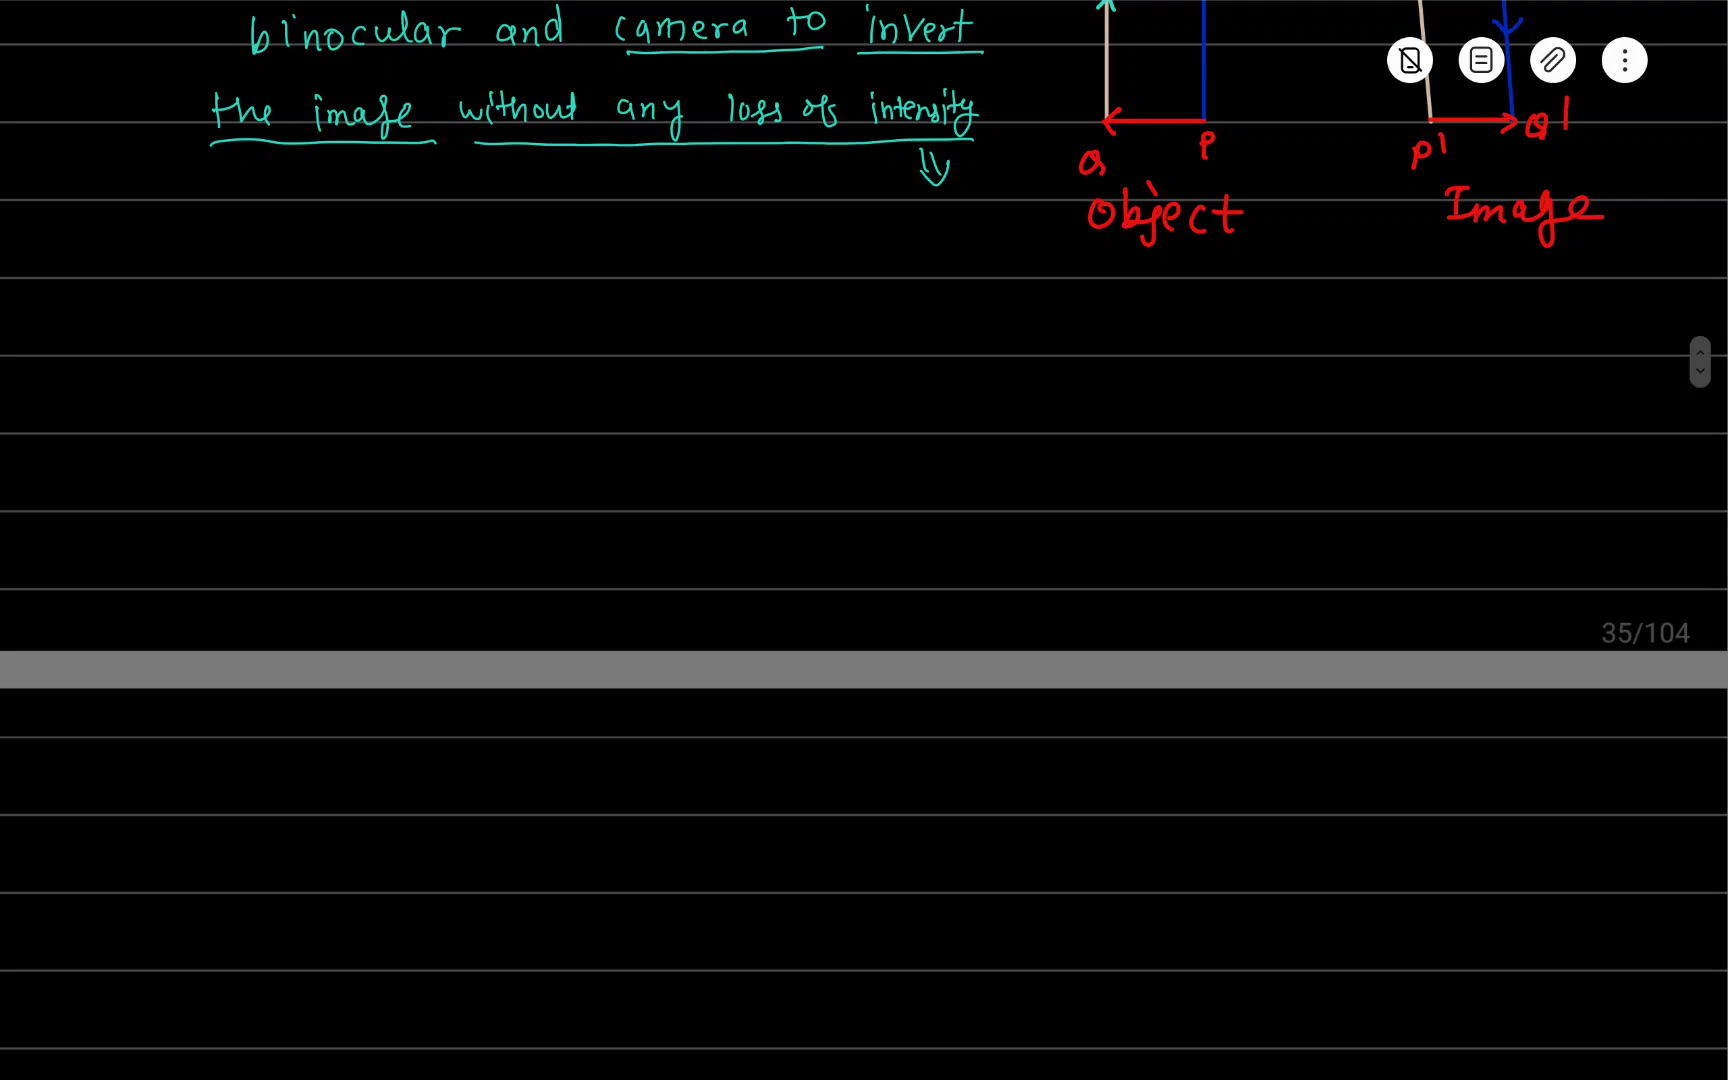 binocular and camera to invert
the image without any loss of intensity
Q P
Object
P' Q'
Image
35/104